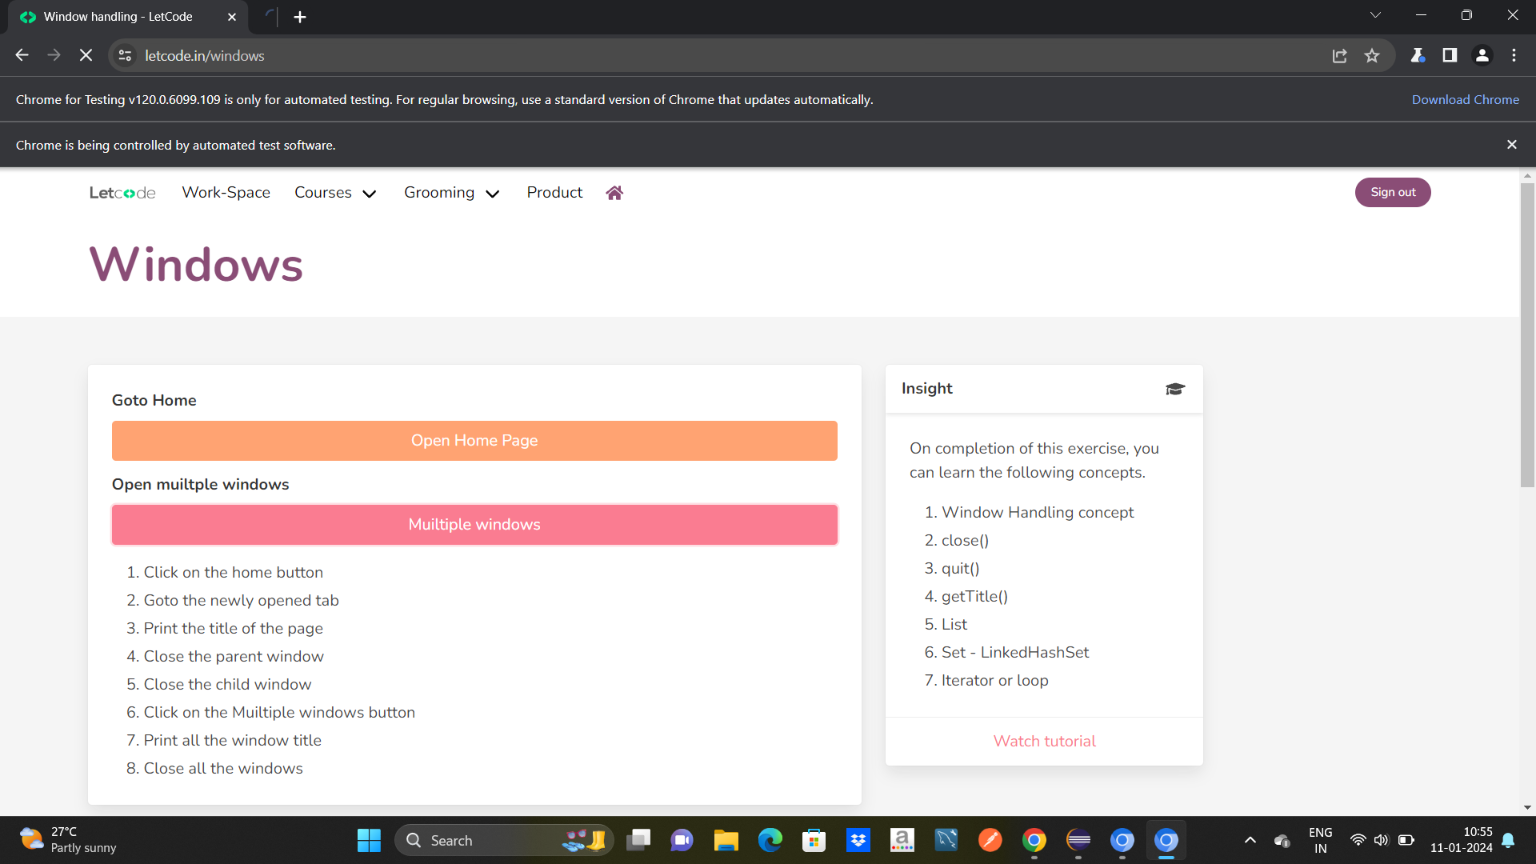 Window handling - LetCode
letcode.in/windows
Chrome for Testing v120.0.6099.109 is only for automated testing. For regular browsing, use a standard version of Chrome that updates automatically.
Download Chrome
Chrome is being controlled by automated test software.
Letcode Work-Space Courses Grooming Product Sign out
Windows
Goto Home
Open Home Page
Open muiltple windows
Muiltiple windows
1. Click on the home button
2. Goto the newly opened tab
3. Print the title of the page
4. Close the parent window
5. Close the child window
6. Click on the Muiltiple windows button
7. Print all the window title
8. Close all the windows
Insight
On completion of this exercise, you
can learn the following concepts.
1. Window Handling concept
2. close()
3. quit()
4. getTitle()
5. List
6. Set - LinkedHashSet
7. Iterator or loop
Watch tutorial
27°C
Partly sunny
Search
a
ENG
IN
10:55
11-01-2024